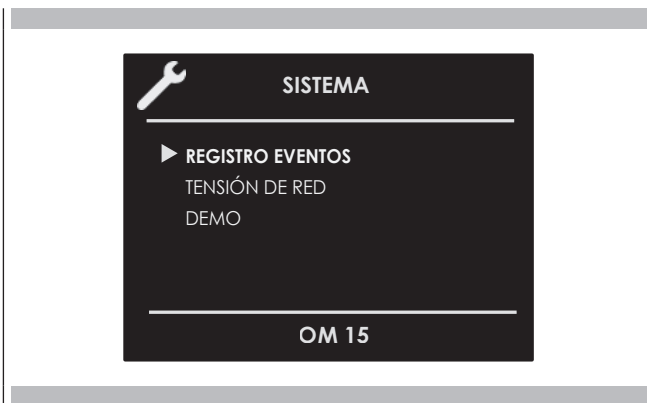 SISTEMA
REGISTRO EVENTOS
TENSIÓN DE RED
DEMO
OM 15